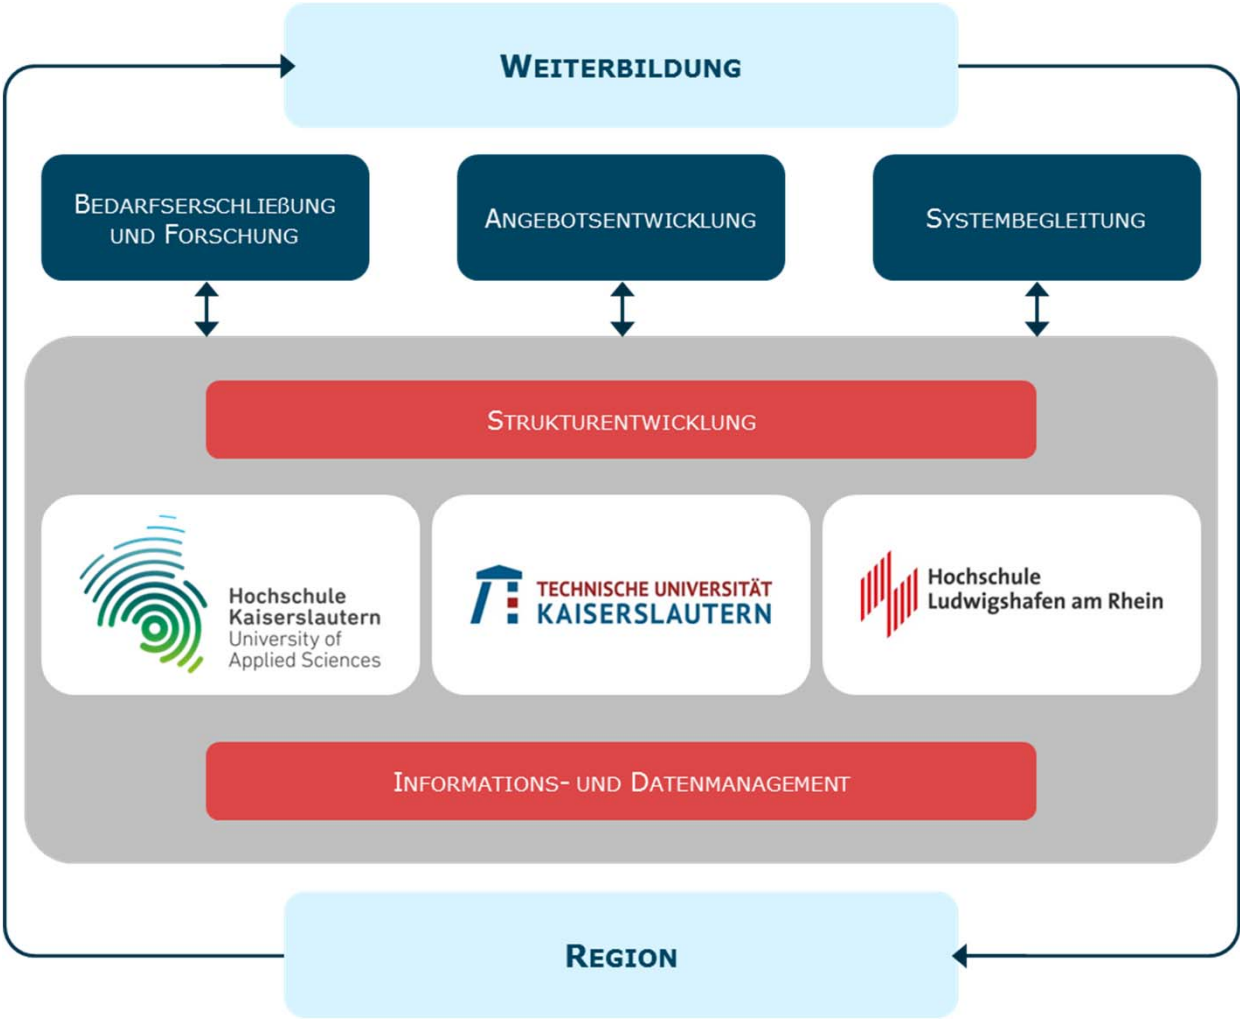 WEITERBILDUNG
BEDARFSERSCHLIEßUNG
UND FORSCHUNG
ANGEBOTSENTWICKLUNG
SYSTEMBEGLEITUNG
STRUKTURENTWICKLUNG
Hochschule
Kaiserslautern
University of
Applied Sciences
TECHNISCHE UNIVERSITÄT
KAISERSLAUTERN
Hochschule
Ludwigshafen am Rhein
INFORMATIONS- UND DATENMANAGEMENT
REGION